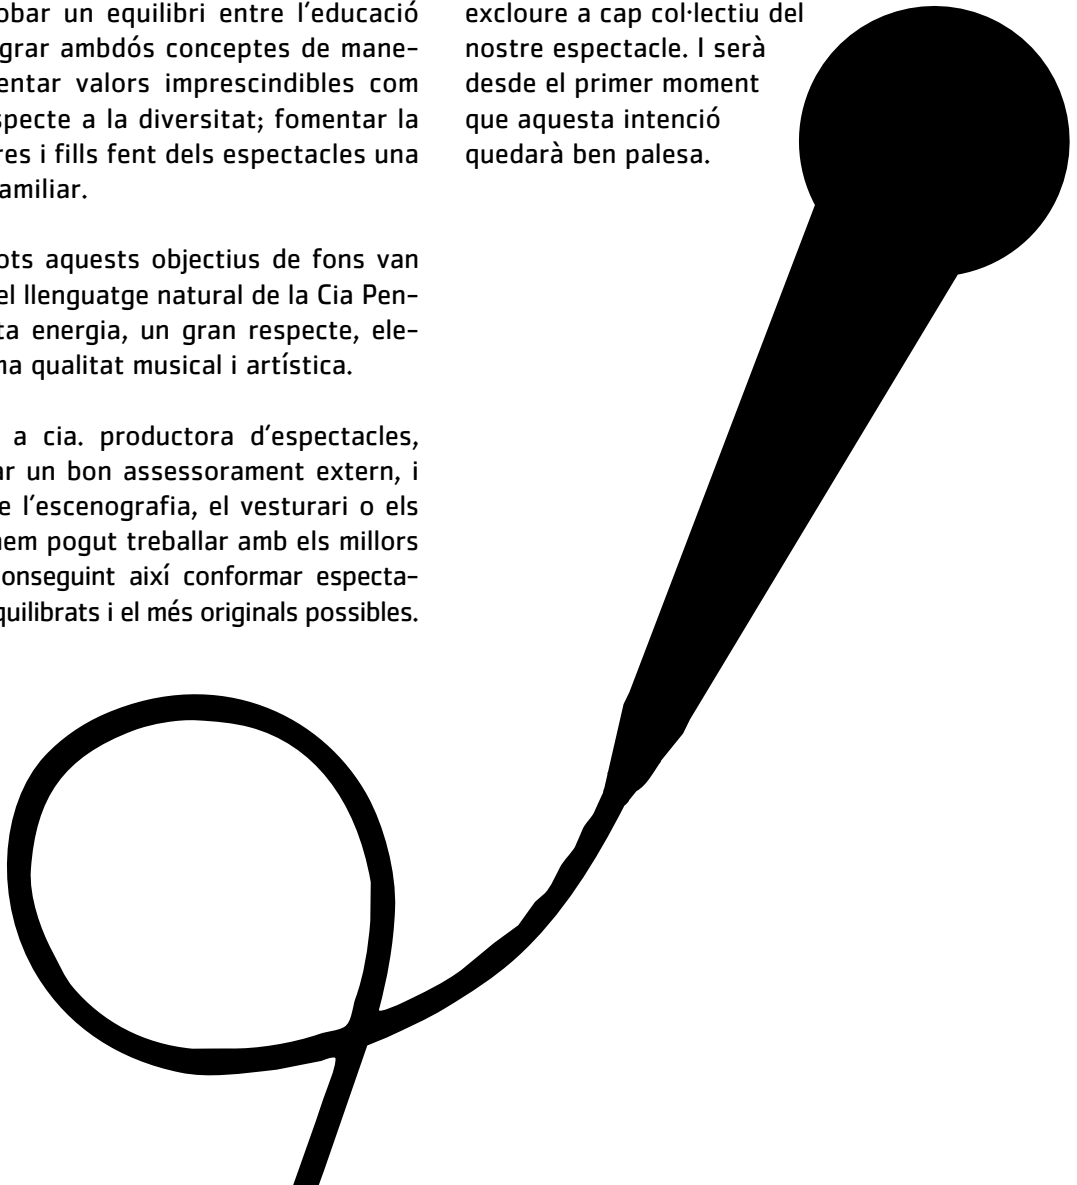 obar un equilibri entre l'educació
grar ambdós conceptes de mane-
entar valors imprescindibles com
specte a la diversitat; fomentar la
res i fills fent dels espectacles una
amiliar.
ots aquests objectius de fons van
el llenguatge natural de la Cia Pen-
ta energia, un gran respecte, ele-
ma qualitat musical i artística.
a cia. productora d'espectacles,
ar un bon assessorament extern, i
e l'escenografia, el vesturari o els
hem pogut treballar amb els millors
onseguint així conformar especta-
quilibrats i el més originals possibles.
excloure a cap col·lectiu del
nostre espectacle. I serà
desde el primer moment
que aquesta intenció
quedarà ben palesa.